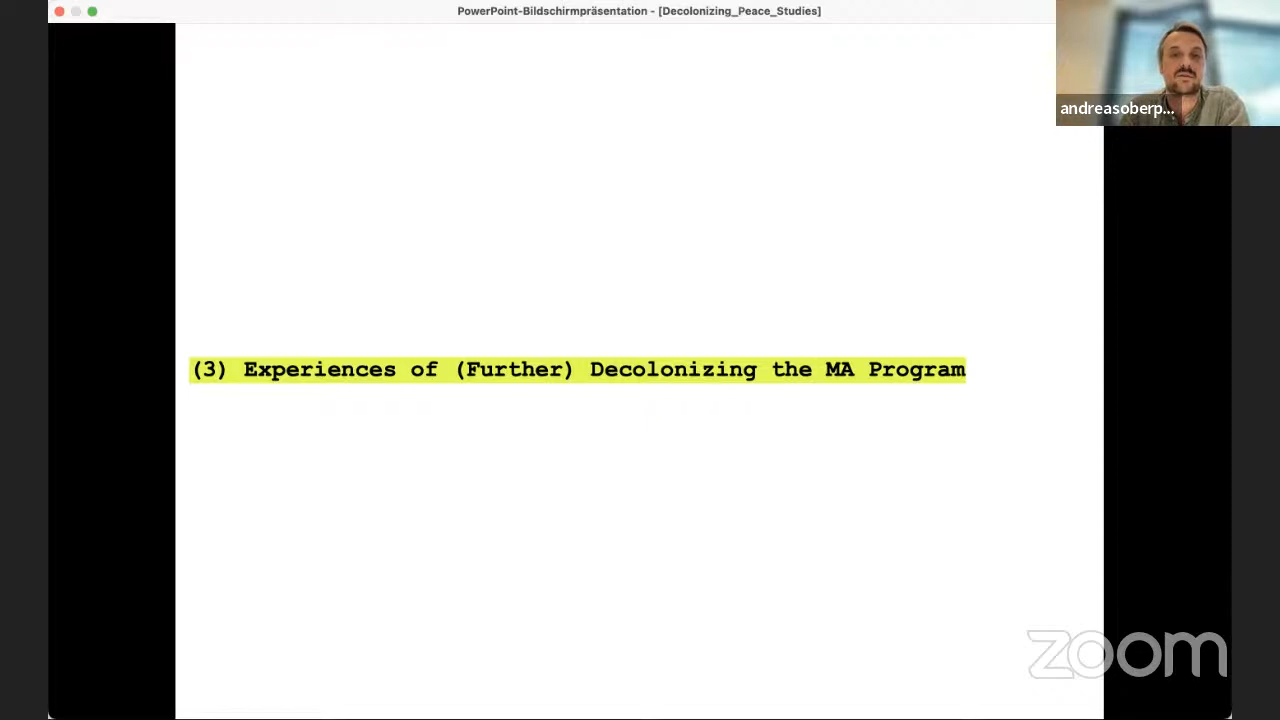 PowerPoint-Bildschirmpräsentation - [Decolonizing_Peace_Studies]
andreasoberp...
(3) Experiences of (Further) Decolonizing the MA Program
zoom